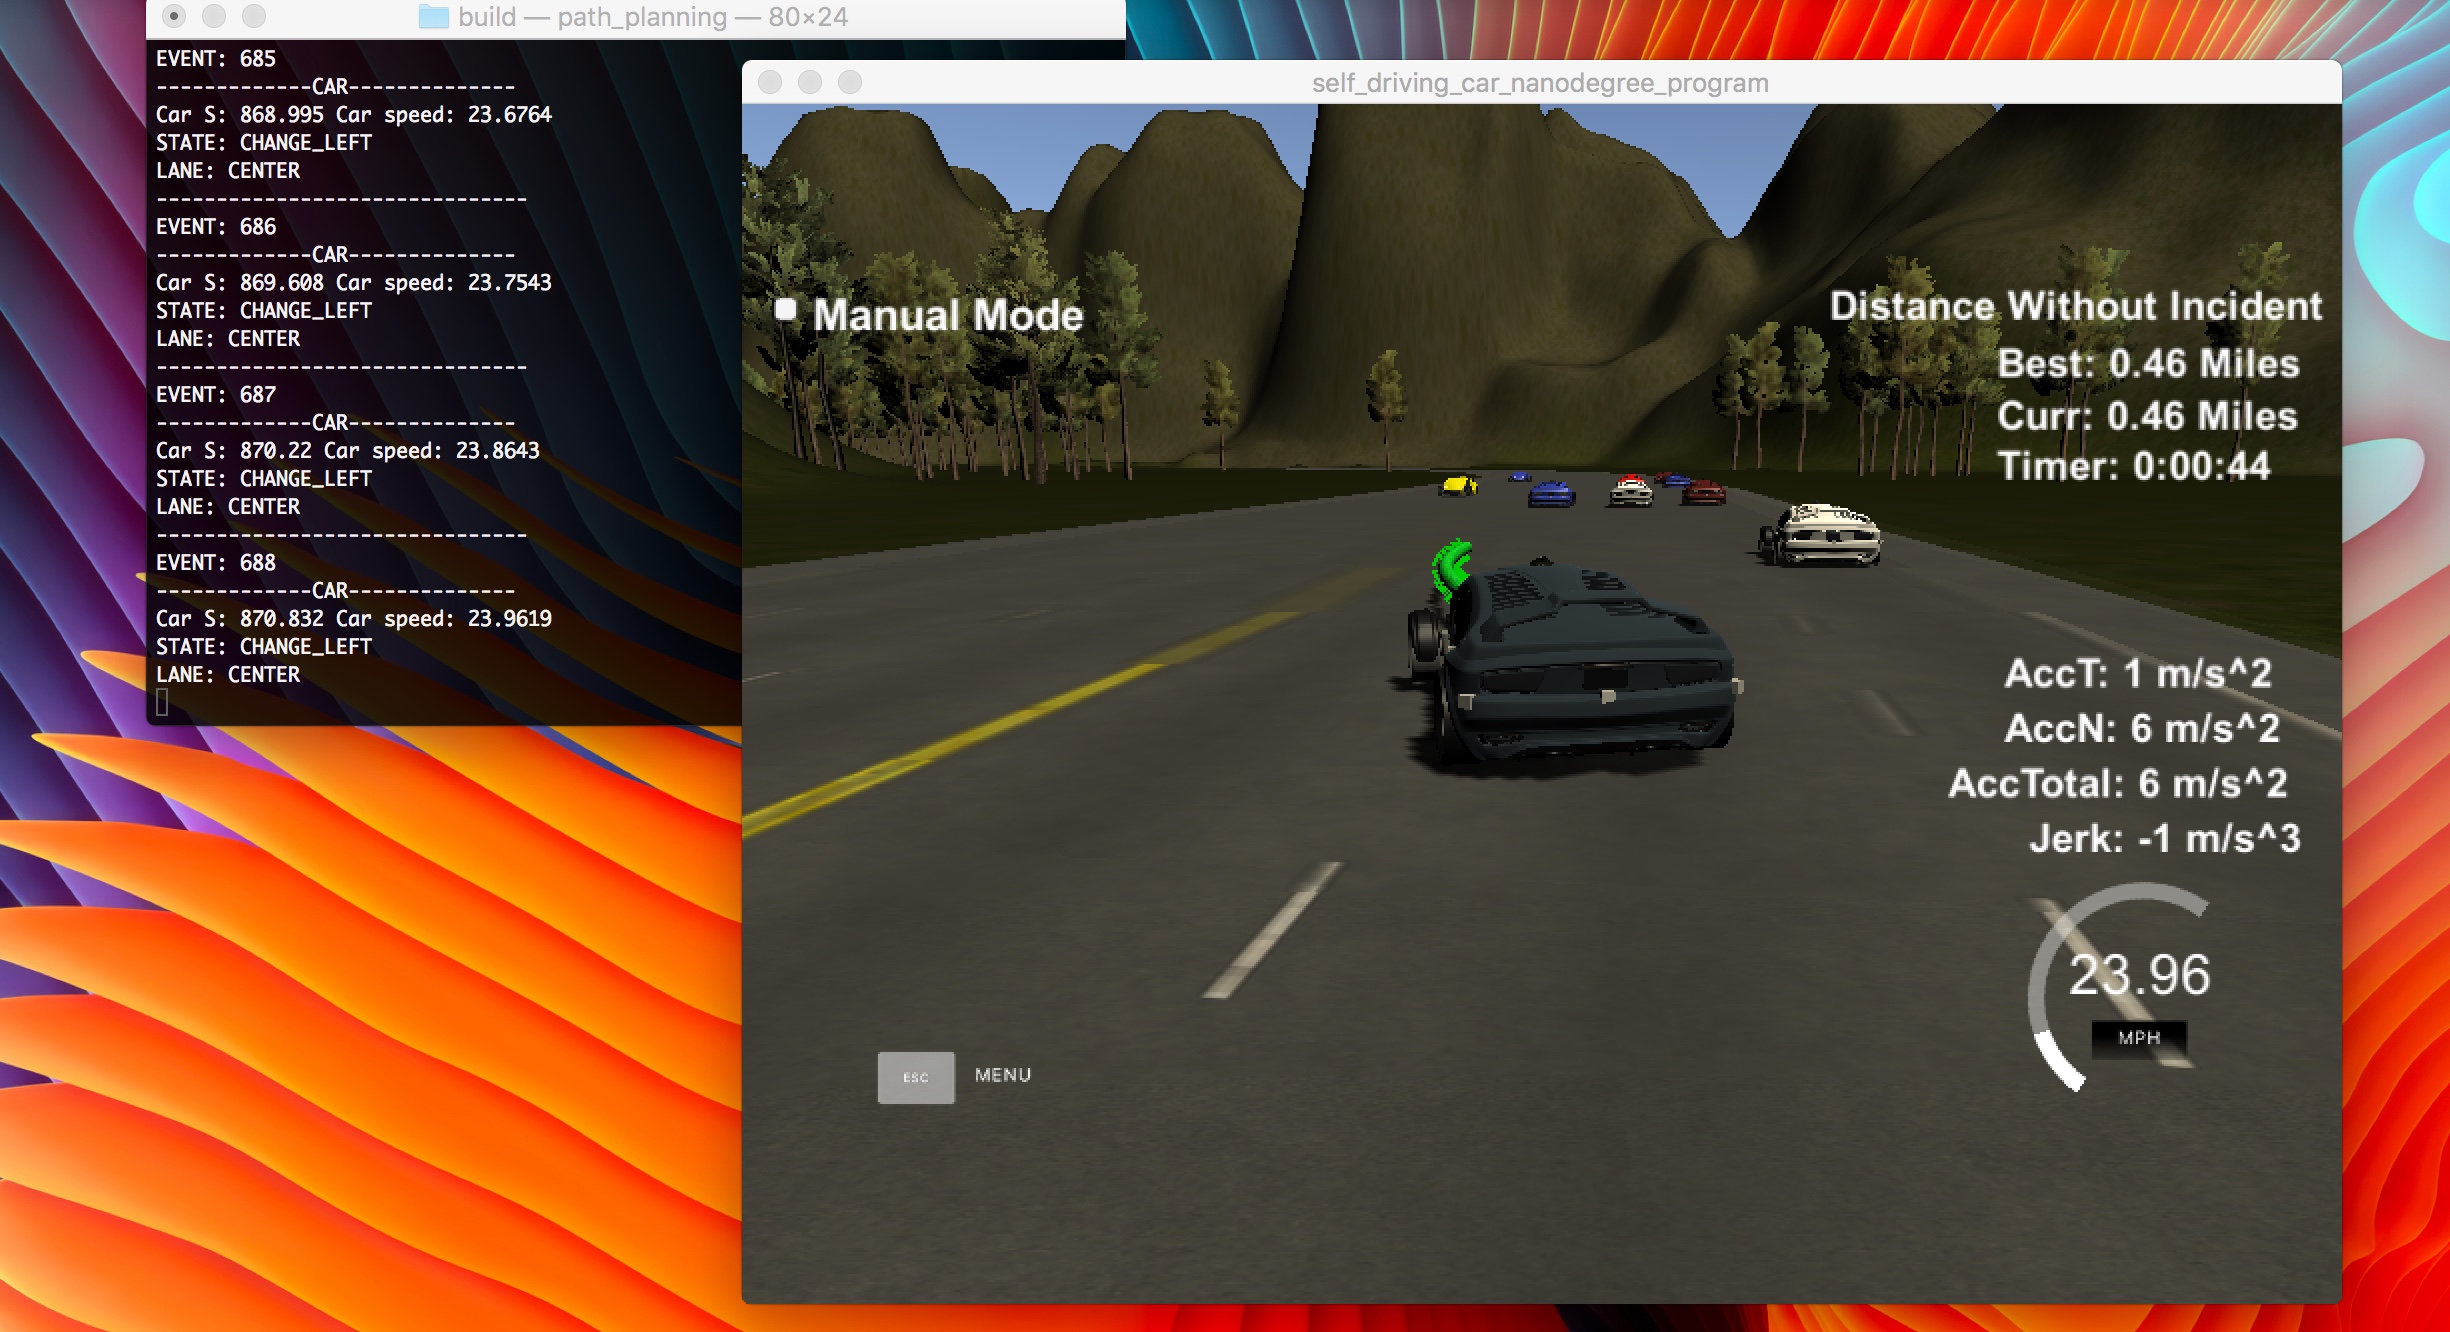 build — path_planning — 80×24
EVENT: 685
-------------CAR--------------
Car S: 868.995 Car speed: 23.6764
STATE: CHANGE_LEFT
LANE: CENTER
-------------------------------
EVENT: 686
-------------CAR--------------
Car S: 869.608 Car speed: 23.7543
STATE: CHANGE_LEFT
LANE: CENTER
-------------------------------
EVENT: 687
-------------CAR--------------
Car S: 870.22 Car speed: 23.8643
STATE: CHANGE_LEFT
LANE: CENTER
-------------------------------
EVENT: 688
-------------CAR--------------
Car S: 870.832 Car speed: 23.9619
STATE: CHANGE_LEFT
LANE: CENTER
self_driving_car_nanodegree_program
Manual Mode
Distance Without Incident
Best: 0.46 Miles
Curr: 0.46 Miles
Timer: 0:00:44
AccT: 1 m/s^2
AccN: 6 m/s^2
AccTotal: 6 m/s^2
Jerk: -1 m/s^3
23.96
MPH
ESC MENU